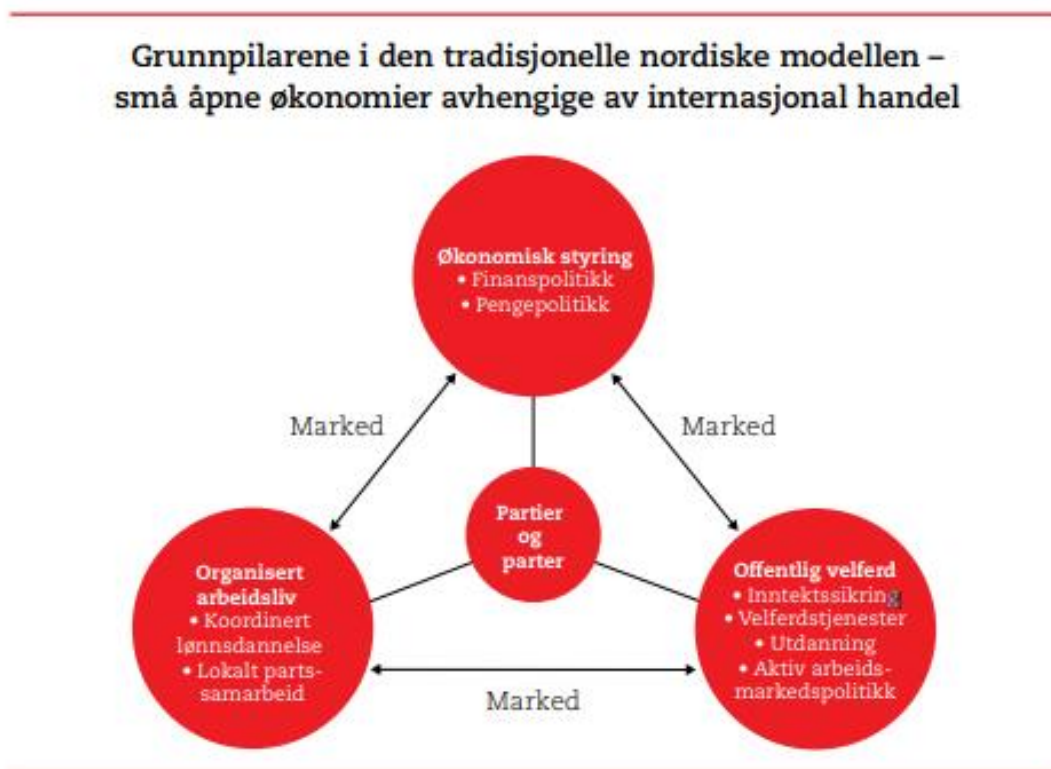 Grunnpilarene i den tradisjonelle nordiske modellen –
små åpne økonomier avhengige av internasjonal handel
Økonomisk styring
• Finanspolitikk
• Pengepolitikk
Marked
Marked
Partier
og
parter
Organisert
arbeidsliv
• Koordinert
lønnsdannelse
• Lokalt parts-
samarbeid
Offentlig velferd
• Inntektssikring
• Velferdstjenester
• Utdanning
• Aktiv arbeids-
markedspolitikk
Marked